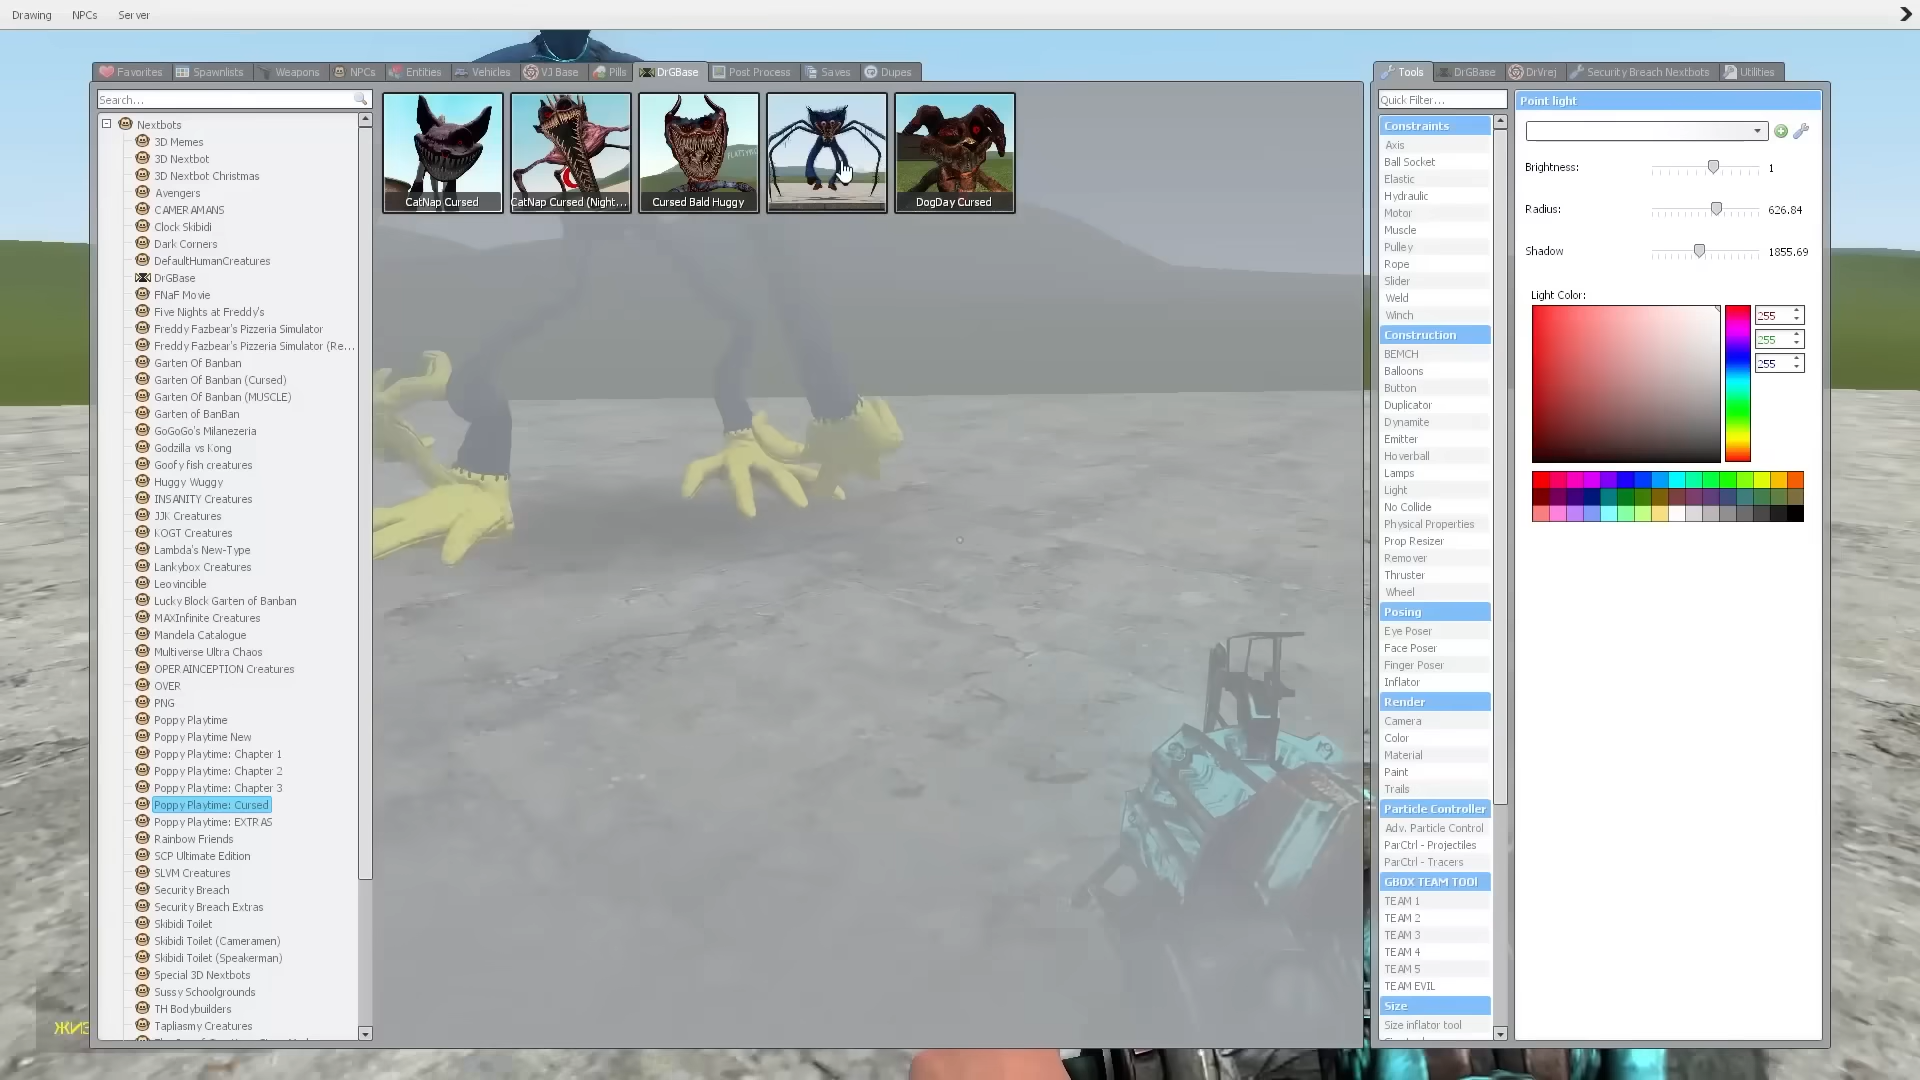 Drawing NPCs Server
Favorites Spawnlists Weapons NPCs Entities Vehicles VJ Base Pills DrGBase Post Process Saves Dupes
Search...
Nextbots
3D Memes
3D Nextbot
3D Nextbot Christmas
Avengers
CAMERAMANS
Clock Skibidi
Dark Corners
DefaultHumanCreatures
DrGBase
FNaF Movie
Five Nights at Freddy's
Freddy Fazbear's Pizzeria Simulator
Freddy Fazbear's Pizzeria Simulator (Re...
Garten Of Banban
Garten Of Banban (Cursed)
Garten Of Banban (MUSCLE)
Garten of BanBan
GoGoGo's Milanezeria
Godzilla vs Kong
Goofy fish creatures
Huggy Wuggy
INSANITY Creatures
JJK Creatures
KOGT Creatures
Lambda's New-Type
Lankybox Creatures
Leovincible
Lucky Block Garten of Banban
MAXInfinite Creatures
Mandela Catalogue
Multiverse Ultra Chaos
OPERAINCEPTION Creatures
OVER
PNG
Poppy Playtime
Poppy Playtime New
Poppy Playtime: Chapter 1
Poppy Playtime: Chapter 2
Poppy Playtime: Chapter 3
Poppy Playtime: Cursed
Poppy Playtime: EXTRAS
Rainbow Friends
SCP Ultimate Edition
SLVM Creatures
Security Breach
Security Breach Extras
Skibidi Toilet
Skibidi Toilet (Cameramen)
Skibidi Toilet (Speakerman)
Special 3D Nextbots
Sussy Schoolgrounds
TH Bodybuilders
Tapliasmy Creatures
CatNap Cursed
CatNap Cursed (Night...
Cursed Bald Huggy
DogDay Cursed
Tools DrGBase DrVrej Security Breach Nextbots Utilities
Quick Filter...
Constraints
Axis
Ball Socket
Elastic
Hydraulic
Motor
Muscle
Pulley
Rope
Slider
Weld
Winch
Construction
BEMCH
Balloons
Button
Duplicator
Dynamite
Emitter
Hoverball
Lamps
Light
No Collide
Physical Properties
Prop Resizer
Remover
Thruster
Wheel
Posing
Eye Poser
Face Poser
Finger Poser
Inflator
Render
Camera
Color
Material
Paint
Trails
Particle Controller
Adv. Particle Control
ParCtrl - Projectiles
ParCtrl - Tracers
GBOX TEAM TOOl
TEAM 1
TEAM 2
TEAM 3
TEAM 4
TEAM 5
TEAM EVIL
Size
Size inflator tool
Point light
Brightness: 1
Radius: 626.84
Shadow 1855.69
Light Color:
255
255
255
ЖИЗ